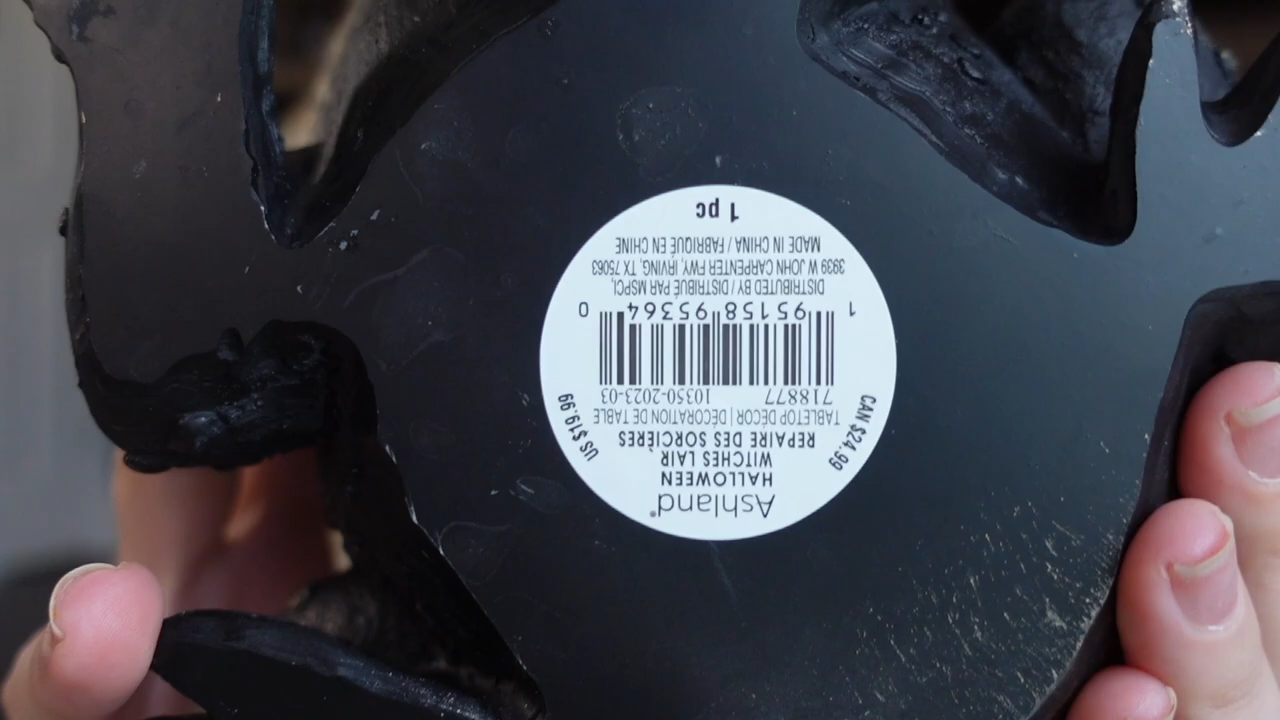 Ashland®
HALLOWEEN
WITCHES LAIR
REPAIRE DES SORCIÈRES
TABLETOP DÉCOR | DÉCORATION DE TABLE
CAN $24.99
US $19.99
718877 10350-2023-03
1 95158 95364 0
DISTRIBUTED BY / DISTRIBUÉ PAR MSPCI,
3939 W JOHN CARPENTER FWY, IRVING, TX 75063
MADE IN CHINA / FABRIQUÉ EN CHINE
1 pc